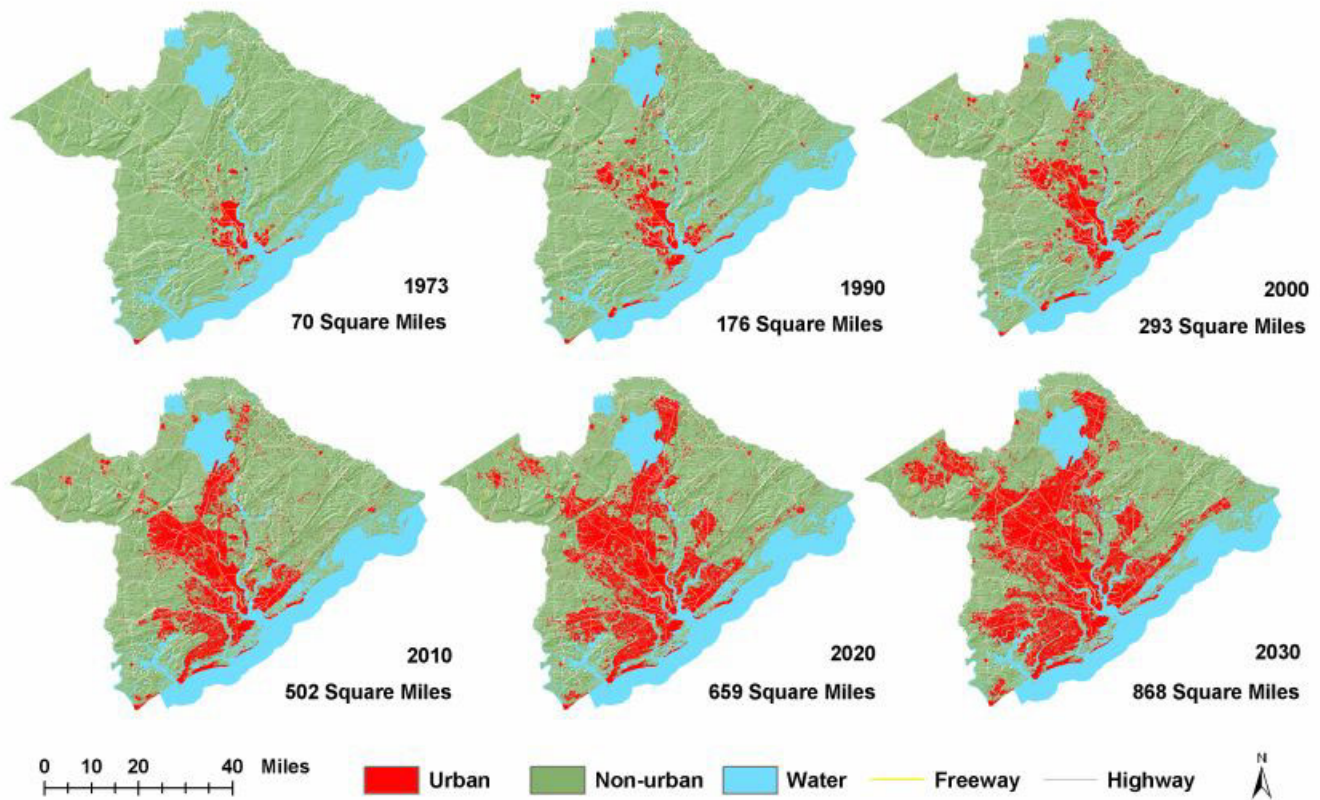 1973
70 Square Miles
1990
176 Square Miles
2000
293 Square Miles
2010
502 Square Miles
2020
659 Square Miles
2030
868 Square Miles
0 10 20 40 Miles
Urban
Non-urban
Water
Freeway
Highway
N